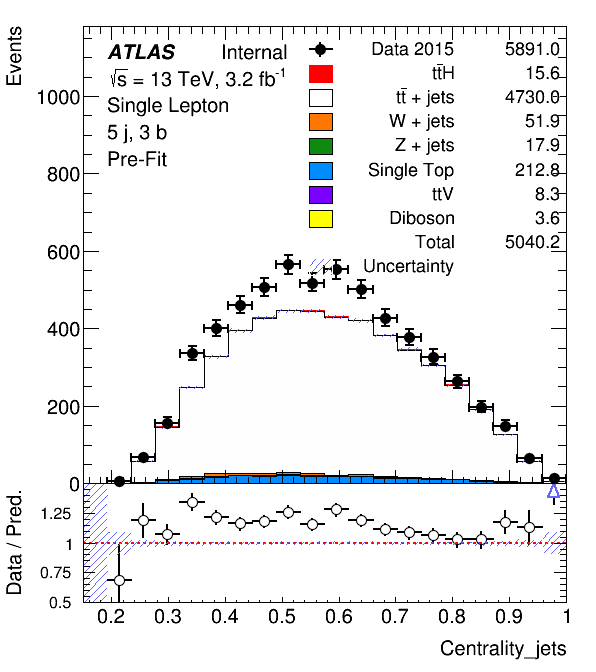 Events
ATLAS Internal
√s = 13 TeV, 3.2 fb⁻¹
Single Lepton
5 j, 3 b
Pre-Fit
Data 2015 5891.0
tt̄H 15.6
tt̄ + jets 4730.0
W + jets 51.9
Z + jets 17.9
Single Top 212.8
ttV 8.3
Diboson 3.6
Total 5040.2
Uncertainty
1000
800
600
400
200
0
Data / Pred.
1.25
1
0.75
0.5
0.2 0.3 0.4 0.5 0.6 0.7 0.8 0.9 1
Centrality_jets